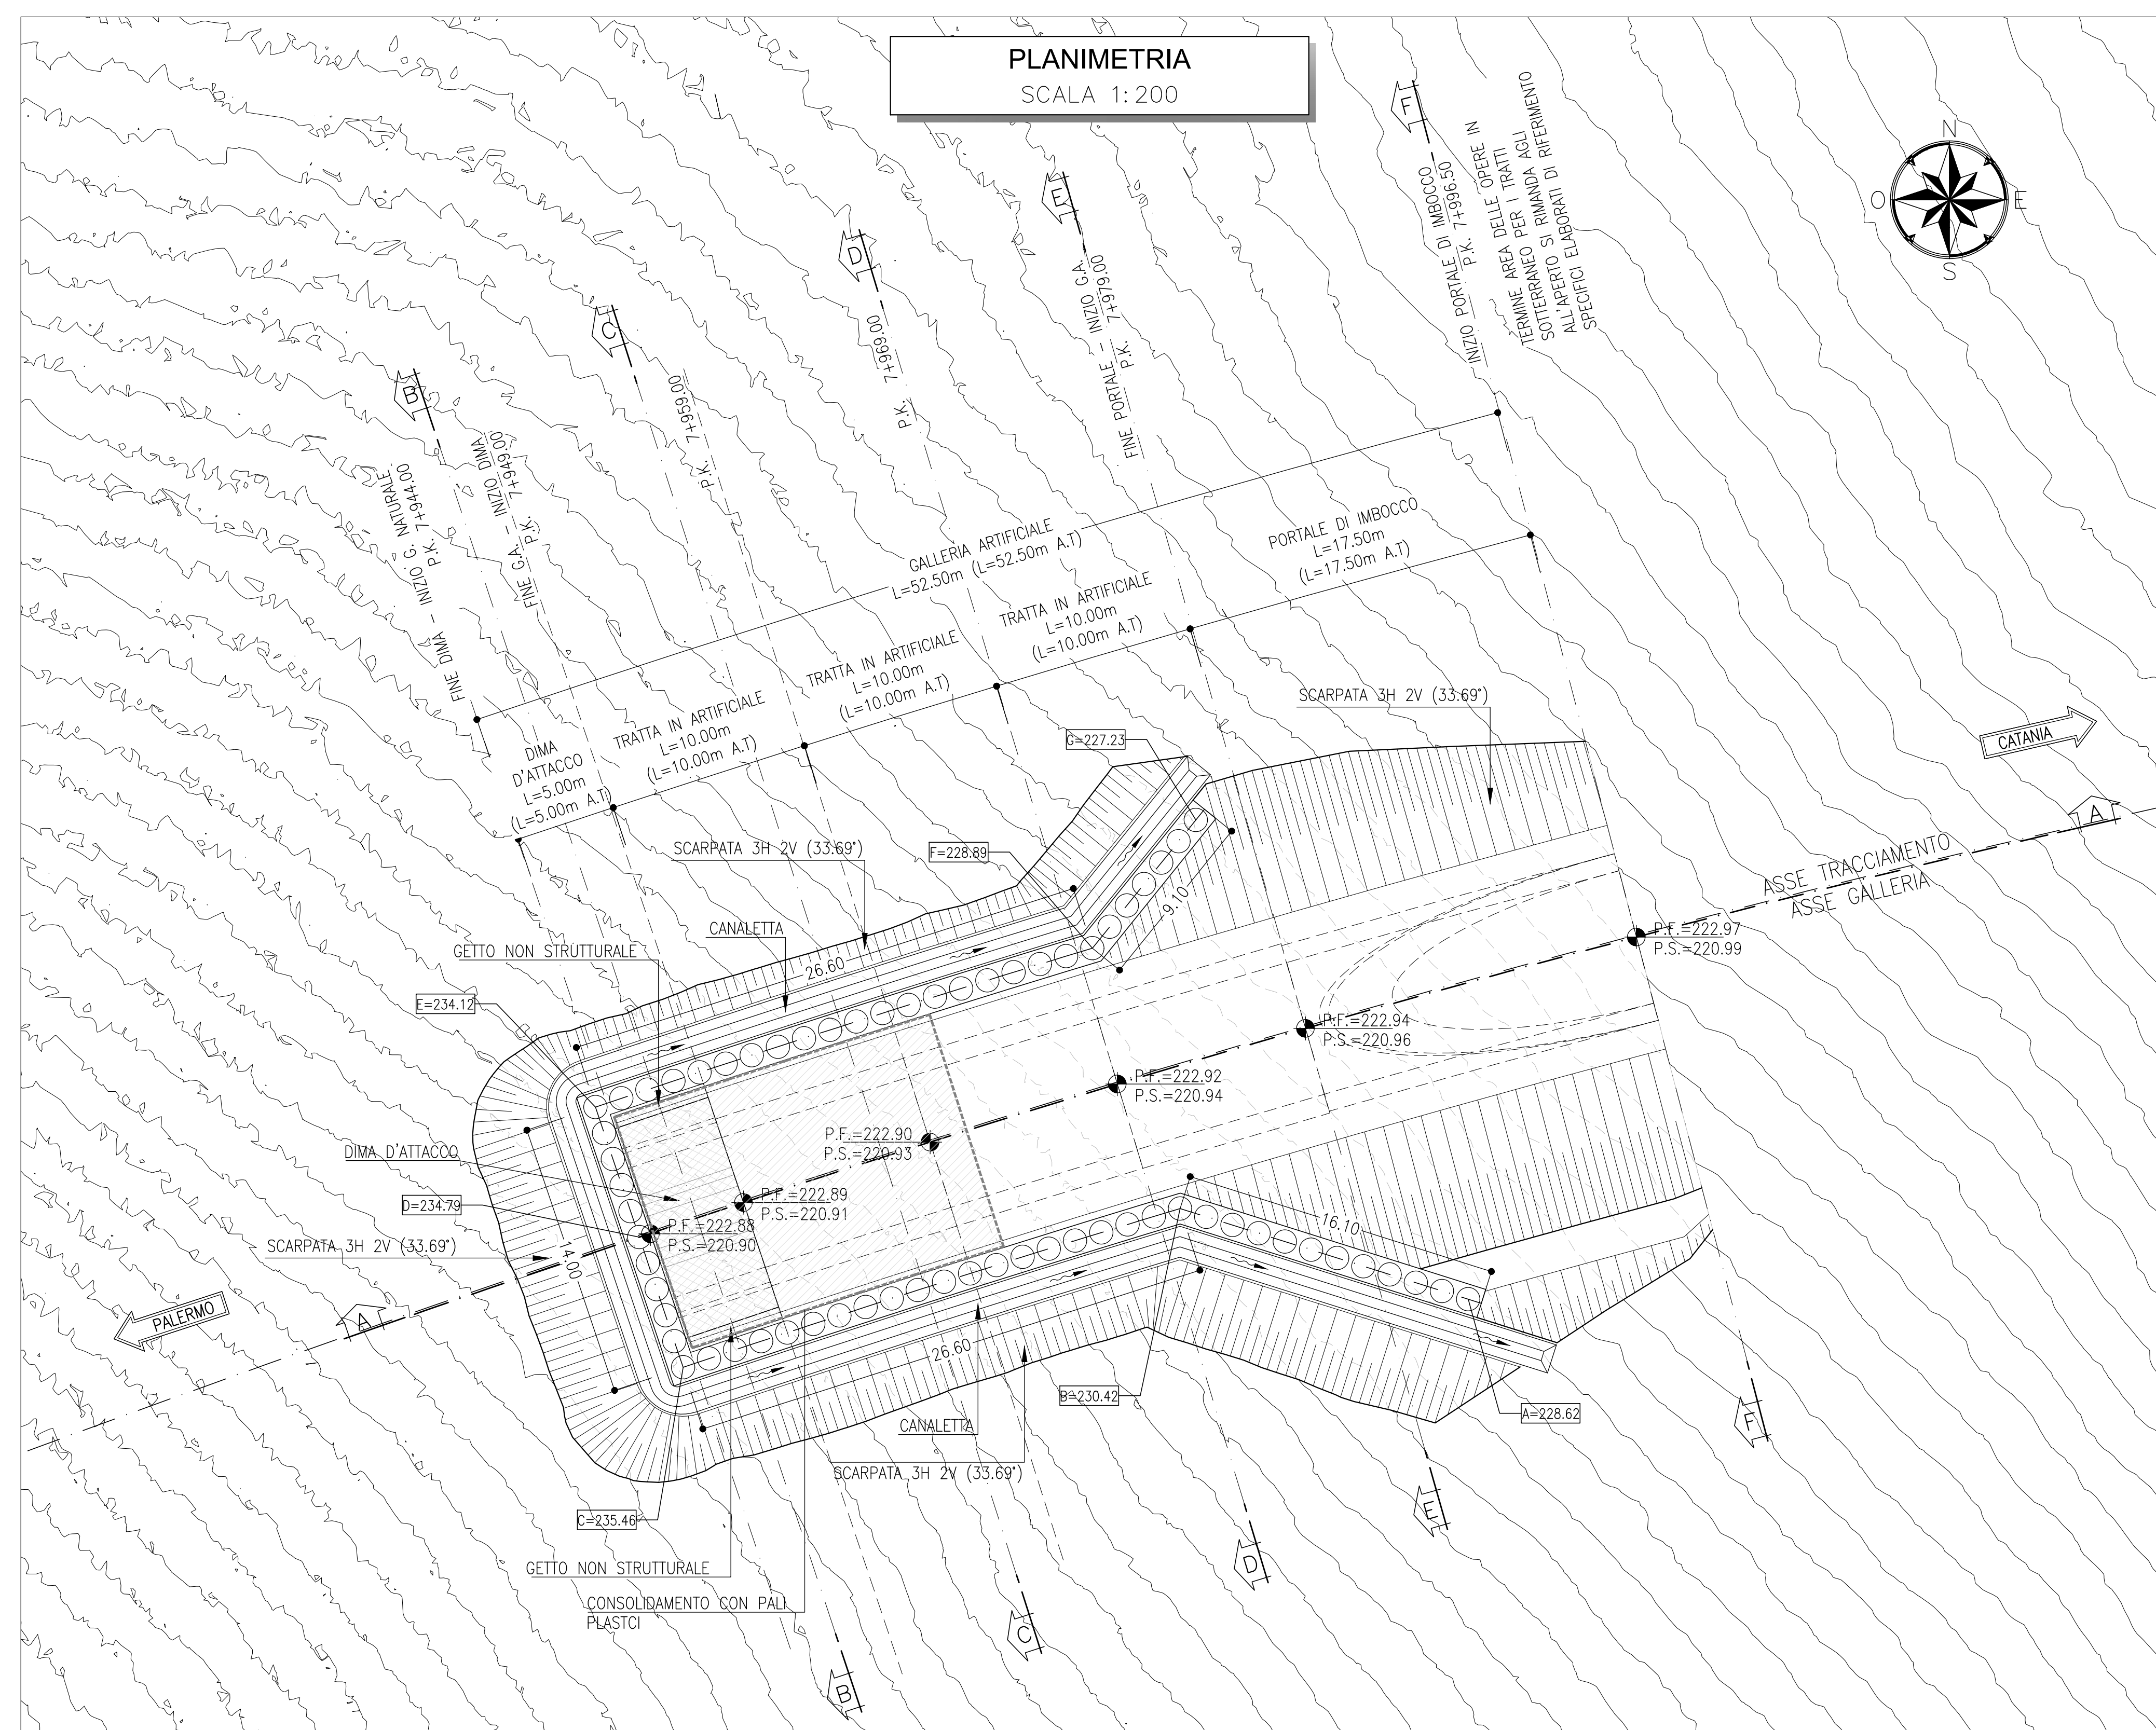 PLANIMETRIA
SCALA 1:200
N
O
E
S
F
E
D
C
B
INIZIO PORTALE DI IMBOCCO
P.K. 7+996.50
TERMINE AREA DELLE OPERE IN
SOTTERRANEO PER I TRATTI
ALL'APERTO SI RIMANDA AGLI
SPECIFICI ELABORATI DI RIFERIMENTO
FINE PORTALE - INIZIO G.A.
P.K. 7+979.00
P.K. 7+969.00
P.K. 7+959.00
FINE G.A. - INIZIO DIMA
P.K. 7+949.00
FINE DIMA - INIZIO G. NATURALE
P.K. 7+944.00
GALLERIA ARTIFICIALE
L=52.50m (L=52.50m A.T)
PORTALE DI IMBOCCO
L=17.50m
(L=17.50m A.T)
TRATTA IN ARTIFICIALE
L=10.00m
(L=10.00m A.T)
TRATTA IN ARTIFICIALE
L=10.00m
(L=10.00m A.T)
TRATTA IN ARTIFICIALE
L=10.00m
(L=10.00m A.T)
DIMA
D'ATTACCO
L=5.00m
(L=5.00m A.T)
SCARPATA 3H 2V (33.69°)
G=227.23
CATANIA
A
SCARPATA 3H 2V (33.69°)
F=228.89
ASSE TRACCIAMENTO
ASSE GALLERIA
9.10
CANALETTA
GETTO NON STRUTTURALE
26.60
P.F.=222.97
P.S.=220.99
E=234.12
P.F.=222.94
P.S.=220.96
P.F.=222.92
P.S.=220.94
P.F.=222.90
P.S.=220.93
DIMA D'ATTACCO
P.F.=222.89
P.S.=220.91
D=234.79
P.F.=222.88
P.S.=220.90
SCARPATA 3H 2V (33.69°)
14.00
16.10
PALERMO
A
26.60
B=230.42
A=228.62
CANALETTA
SCARPATA 3H 2V (33.69°)
C=235.46
GETTO NON STRUTTURALE
CONSOLIDAMENTO CON PALI
PLASTCI
F
E
D
C
B